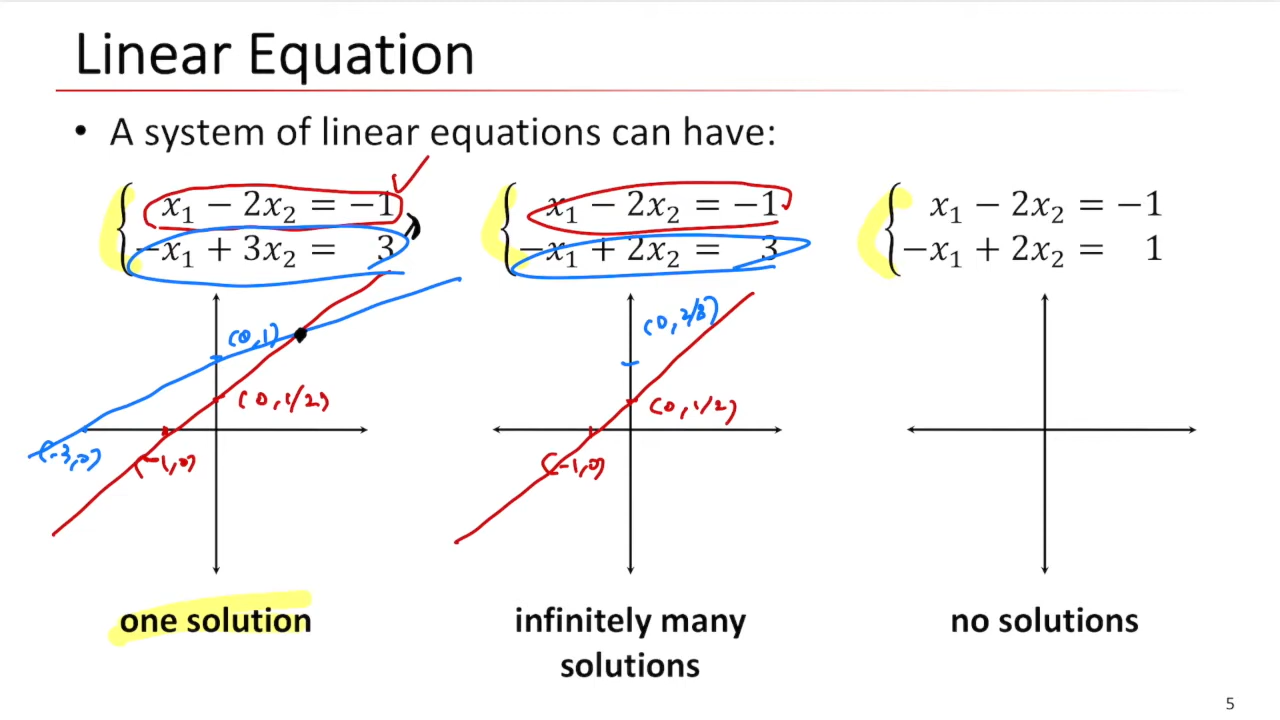 Linear Equation
• A system of linear equations can have:
x₁ − 2x₂ = −1
−x₁ + 3x₂ = 3
x₁ − 2x₂ = −1
−x₁ + 2x₂ = 3
x₁ − 2x₂ = −1
−x₁ + 2x₂ = 1
(0,1)
(0,1/2)
(-3,0)
(-1,0)
(0,3/2)
(0,1/2)
(-1,0)
one solution
infinitely many
solutions
no solutions
5